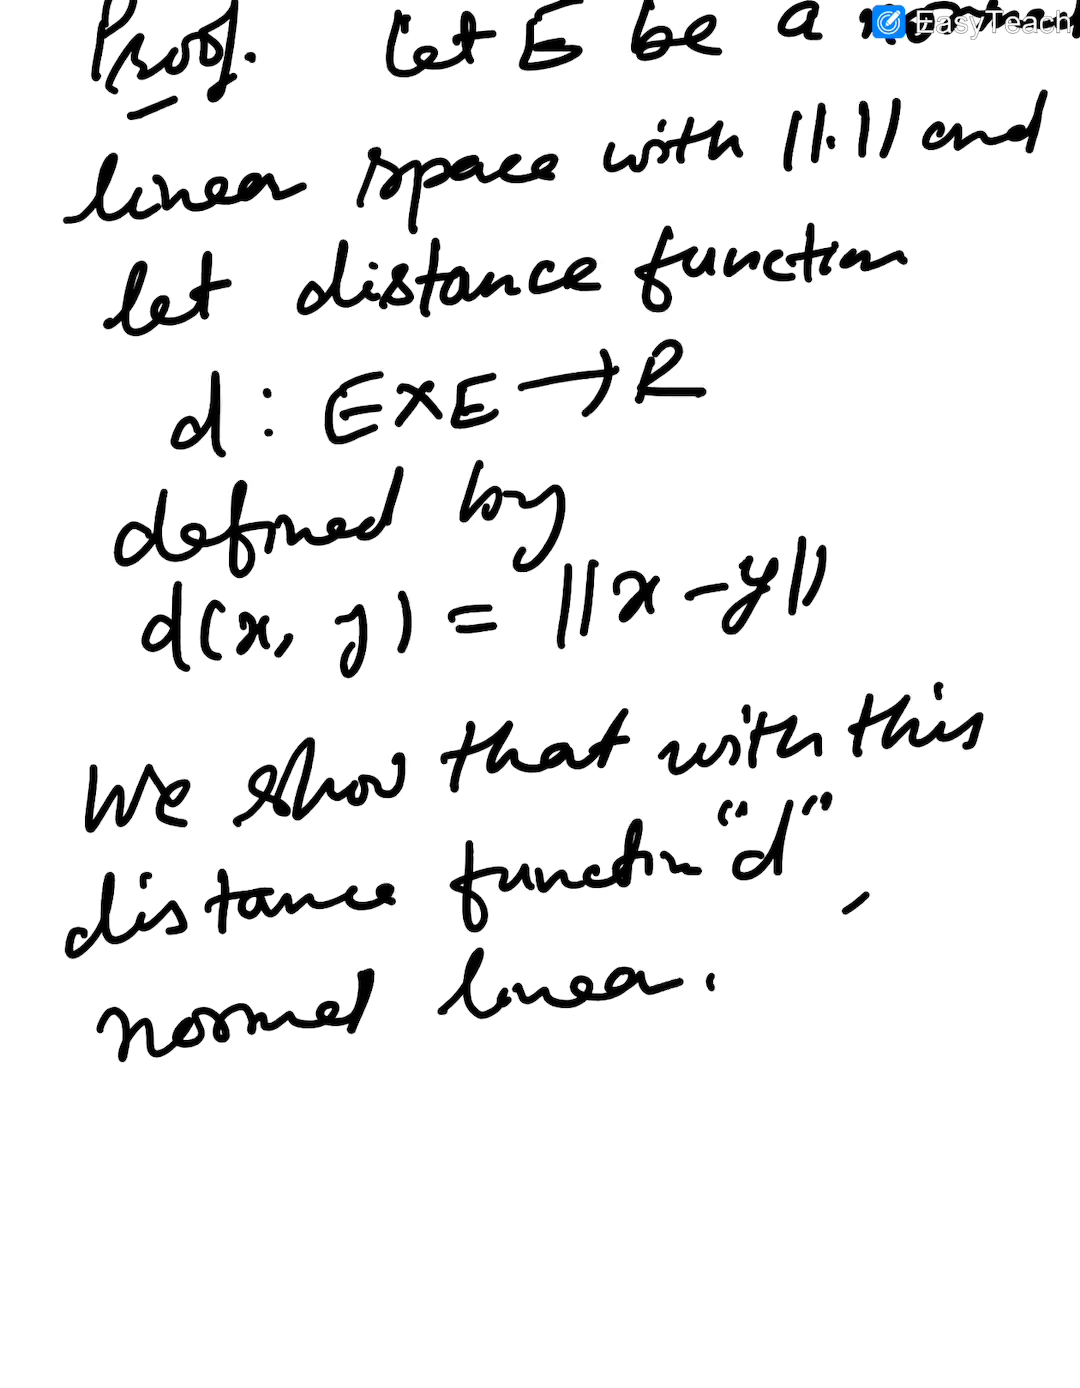 Proof. Let E be a
EasyTeach
linear space with ||.|| and
let distance function
d : E×E → R
defined by
d(x, y) = ||x - y||
We show that with this
distance function "d",
normed linear.